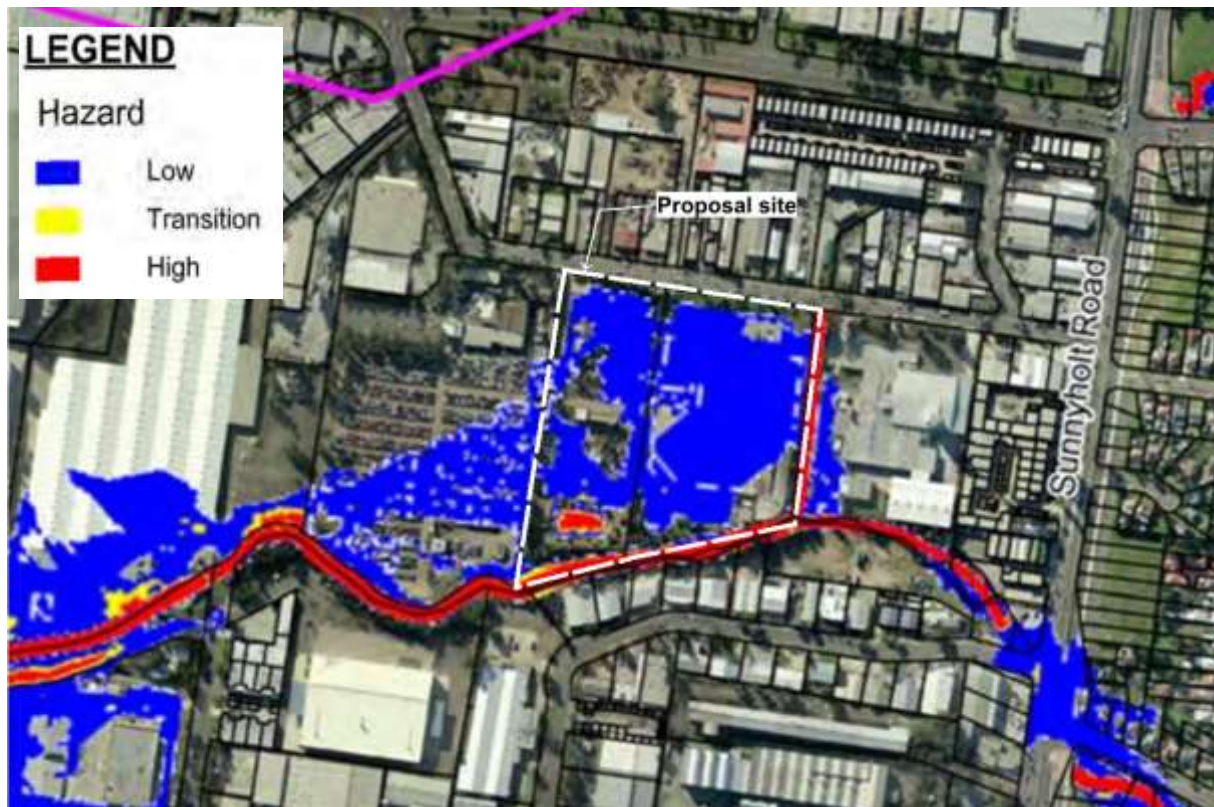 LEGEND
Hazard
Low
Transition
High
Proposal site
Sunnyholt Road